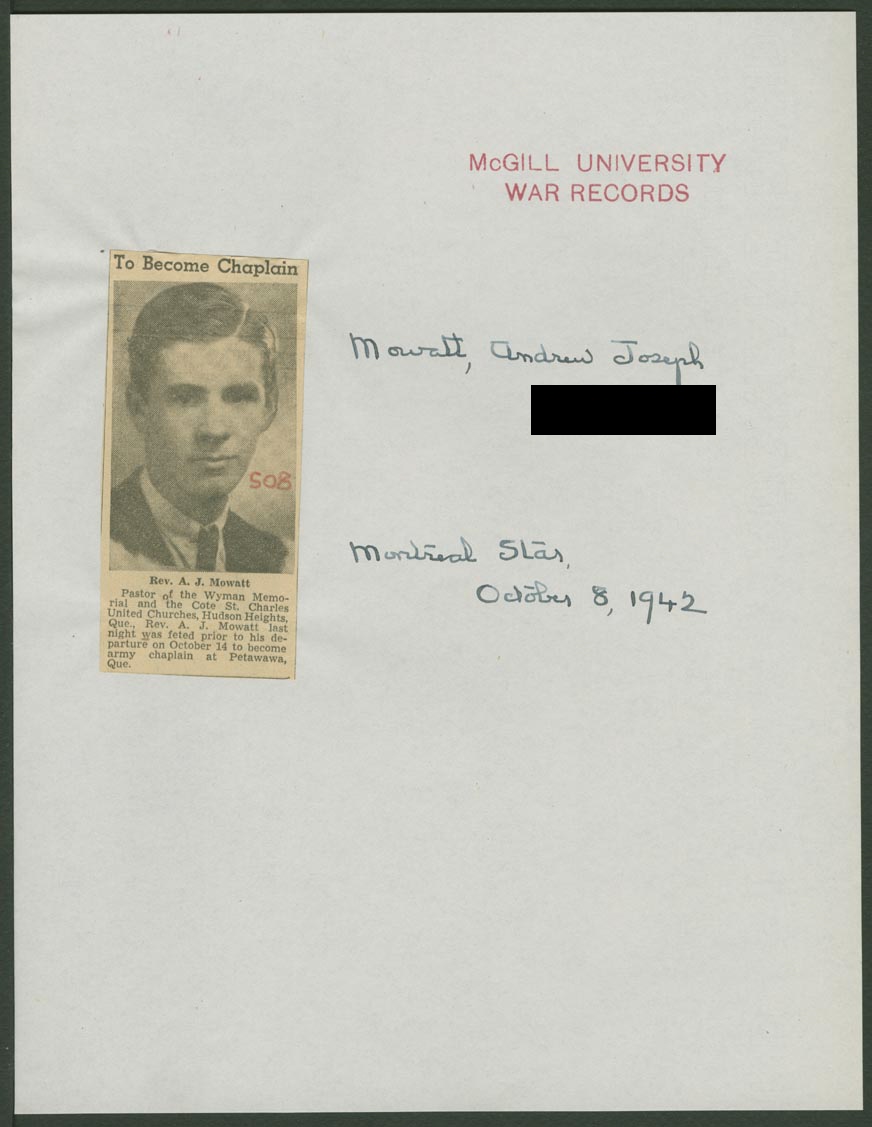 McGILL UNIVERSITY
WAR RECORDS
To Become Chaplain
508
Rev. A. J. Mowatt
Pastor of the Wyman Memo-
rial and the Cote St. Charles
United Churches, Hudson Heights,
Que., Rev. A. J. Mowatt last
night was feted prior to his de-
parture on October 14 to become
army chaplain at Petawawa,
Que.
Mowatt, Andrew Joseph
Montreal Star,
October 8, 1942